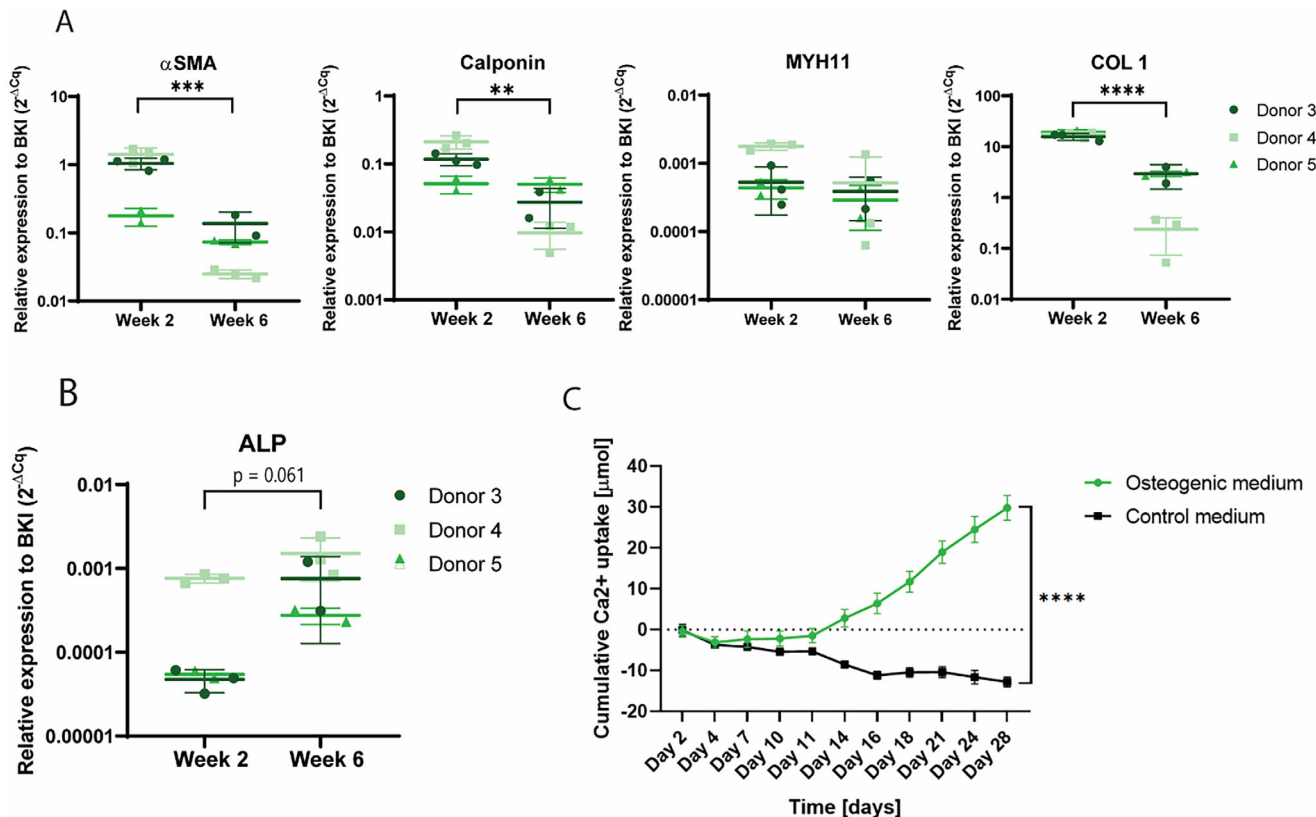 A
αSMA
Relative expression to BKI (2^-ΔCq)
10
1
0.1
0.01
***
Week 2
Week 6
Calponin
Relative expression to BKI (2^-ΔCq)
1
0.1
0.01
0.001
**
Week 2
Week 6
MYH11
Relative expression to BKI (2^-ΔCq)
0.01
0.001
0.0001
0.00001
Week 2
Week 6
COL 1
Relative expression to BKI (2^-ΔCq)
100
10
1
0.1
0.01
****
Week 2
Week 6
Donor 3
Donor 4
Donor 5
B
ALP
p = 0.061
Relative expression to BKI (2^-ΔCq)
0.01
0.001
0.0001
0.00001
Week 2
Week 6
Donor 3
Donor 4
Donor 5
C
Cumulative Ca2+ uptake [μmol]
40
30
20
10
0
-10
-20
Day 2
Day 4
Day 7
Day 10
Day 11
Day 14
Day 16
Day 18
Day 21
Day 24
Day 28
Time [days]
Osteogenic medium
Control medium
****